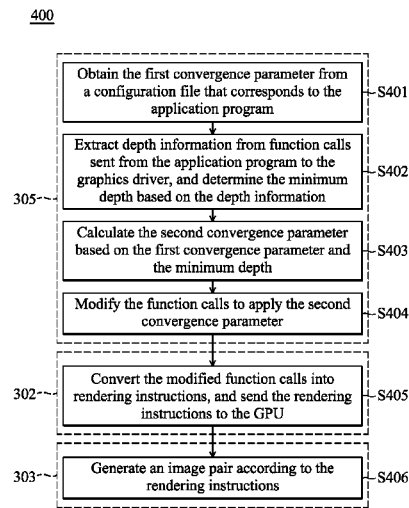 400
Obtain the first convergence parameter from
a configuration file that corresponds to the
application program
S401
Extract depth information from function calls
sent from the application program to the
graphics driver, and determine the minimum
depth based on the depth information
S402
305
Calculate the second convergence parameter
based on the first convergence parameter and
the minimum depth
S403
Modify the function calls to apply the second
convergence parameter
S404
302
Convert the modified function calls into
rendering instructions, and send the rendering
instructions to the GPU
S405
303
Generate an image pair according to the
rendering instructions
S406